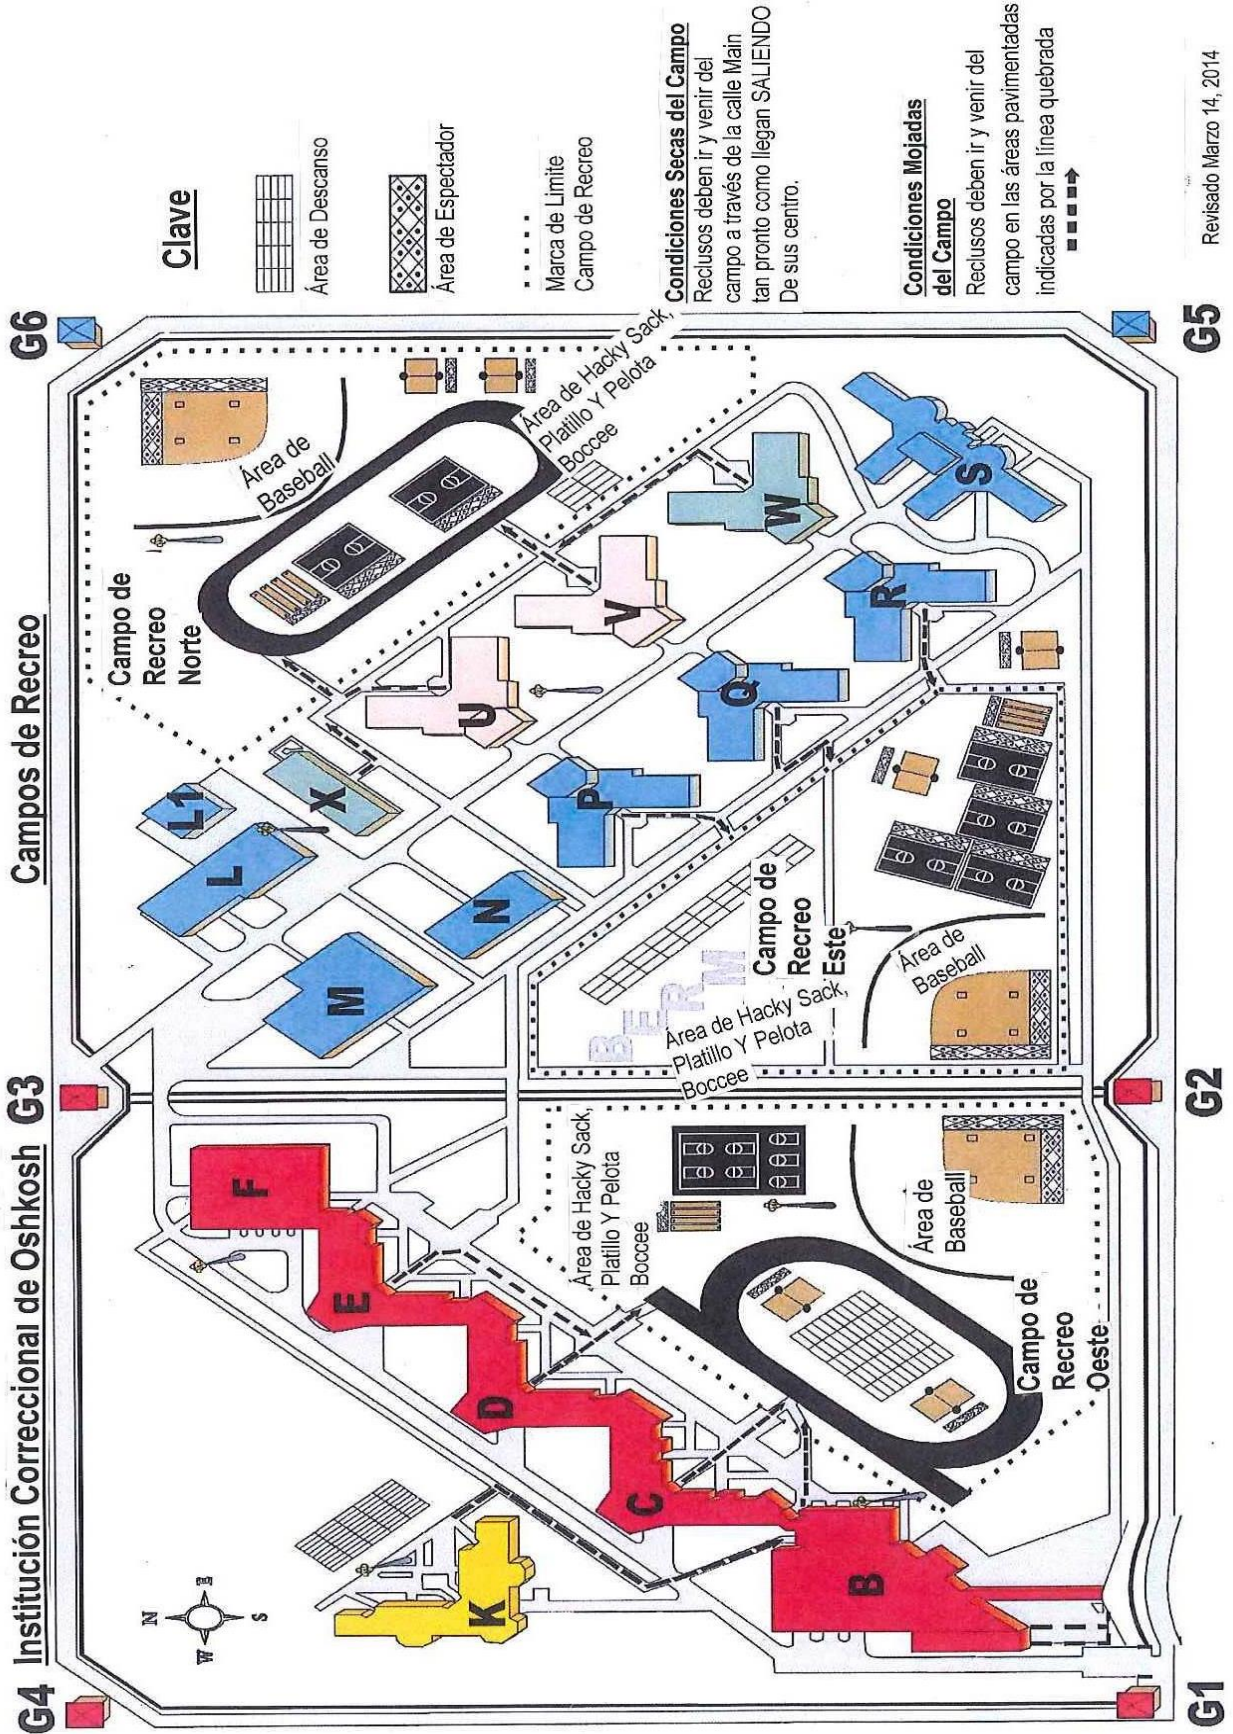 Institución Correccional de Oshkosh
Campos de Recreo
G4
G3
G6
Clave
Área de Descanso
Área de Espectador
Marca de Limite
Campo de Recreo
Condiciones Secas del Campo
Reclusos deben ir y venir del
campo a través de la calle Main
tan pronto como llegan SALIENDO
De sus centro.
Condiciones Mojadas
del Campo
Reclusos deben ir y venir del
campo en las áreas pavimentadas
indicadas por la línea quebrada
Revisado Marzo 14, 2014
N
E
S
W
K
B
C
D
E
F
M
L
L1
X
N
P
U
Q
V
W
R
S
Campo de
Recreo
Norte
Área de
Baseball
Área de Hacky Sack,
Platillo Y Pelota
Boccee
Campo de
Recreo
Este
BERM
Área de Hacky Sack,
Platillo Y Pelota
Boccee
Área de
Baseball
Área de Hacky Sack,
Platillo Y Pelota
Boccee
Área de
Baseball
Campo de
Recreo
Oeste
G1
G2
G5